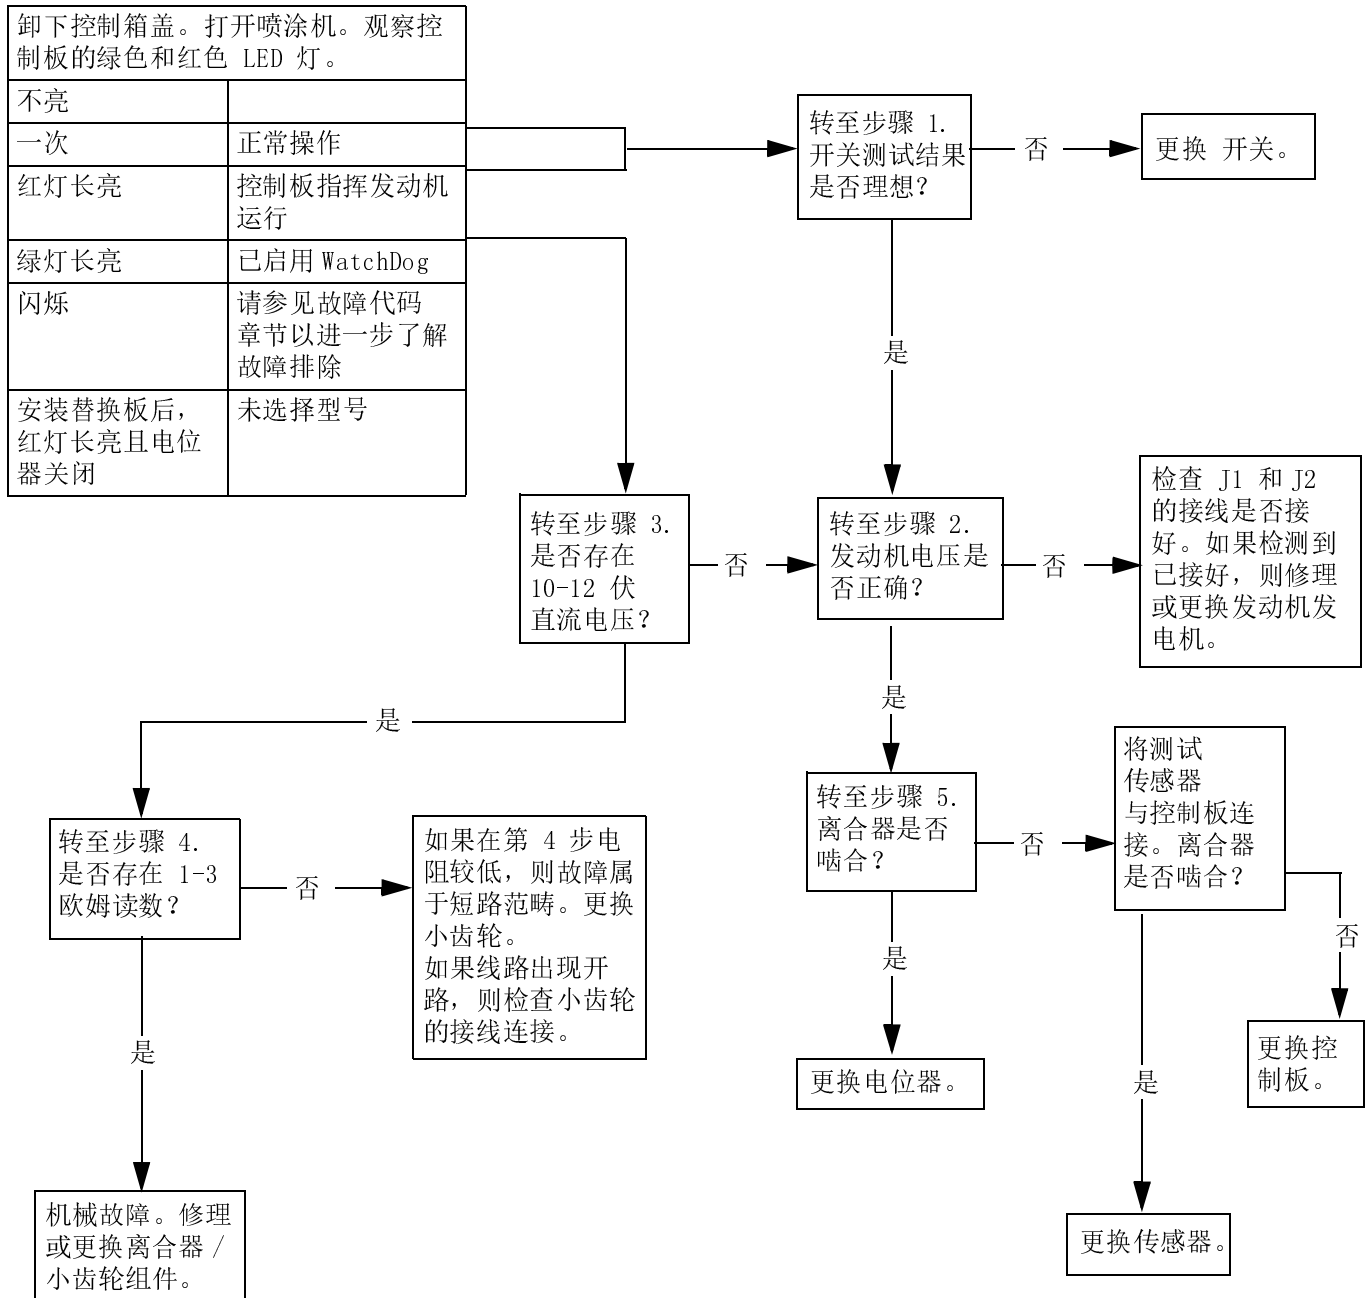 卸下控制箱盖。打开喷涂机。观察控
制板的绿色和红色 LED 灯。
不亮
一次
正常操作
红灯长亮
控制板指挥发动机
运行
绿灯长亮
已启用 WatchDog
闪烁
请参见故障代码
章节以进一步了解
故障排除
安装替换板后，
红灯长亮且电位
器关闭
未选择型号
转至步骤 1.
开关测试结果
是否理想？
否
更换 开关。
是
转至步骤 3.
是否存在
10-12 伏
直流电压？
否
转至步骤 2.
发动机电压是
否正确？
否
检查 J1 和 J2
的接线是否接
好。如果检测到
已接好，则修理
或更换发动机发
电机。
是
是
转至步骤 4.
是否存在 1-3
欧姆读数？
否
如果在第 4 步电
阻较低，则故障属
于短路范畴。更换
小齿轮。
如果线路出现开
路，则检查小齿轮
的接线连接。
转至步骤 5.
离合器是否
啮合？
否
将测试
传感器
与控制板连
接。离合器
是否啮合？
否
是
更换控
制板。
是
更换电位器。
是
机械故障。修理
或更换离合器 /
小齿轮组件。
更换传感器。